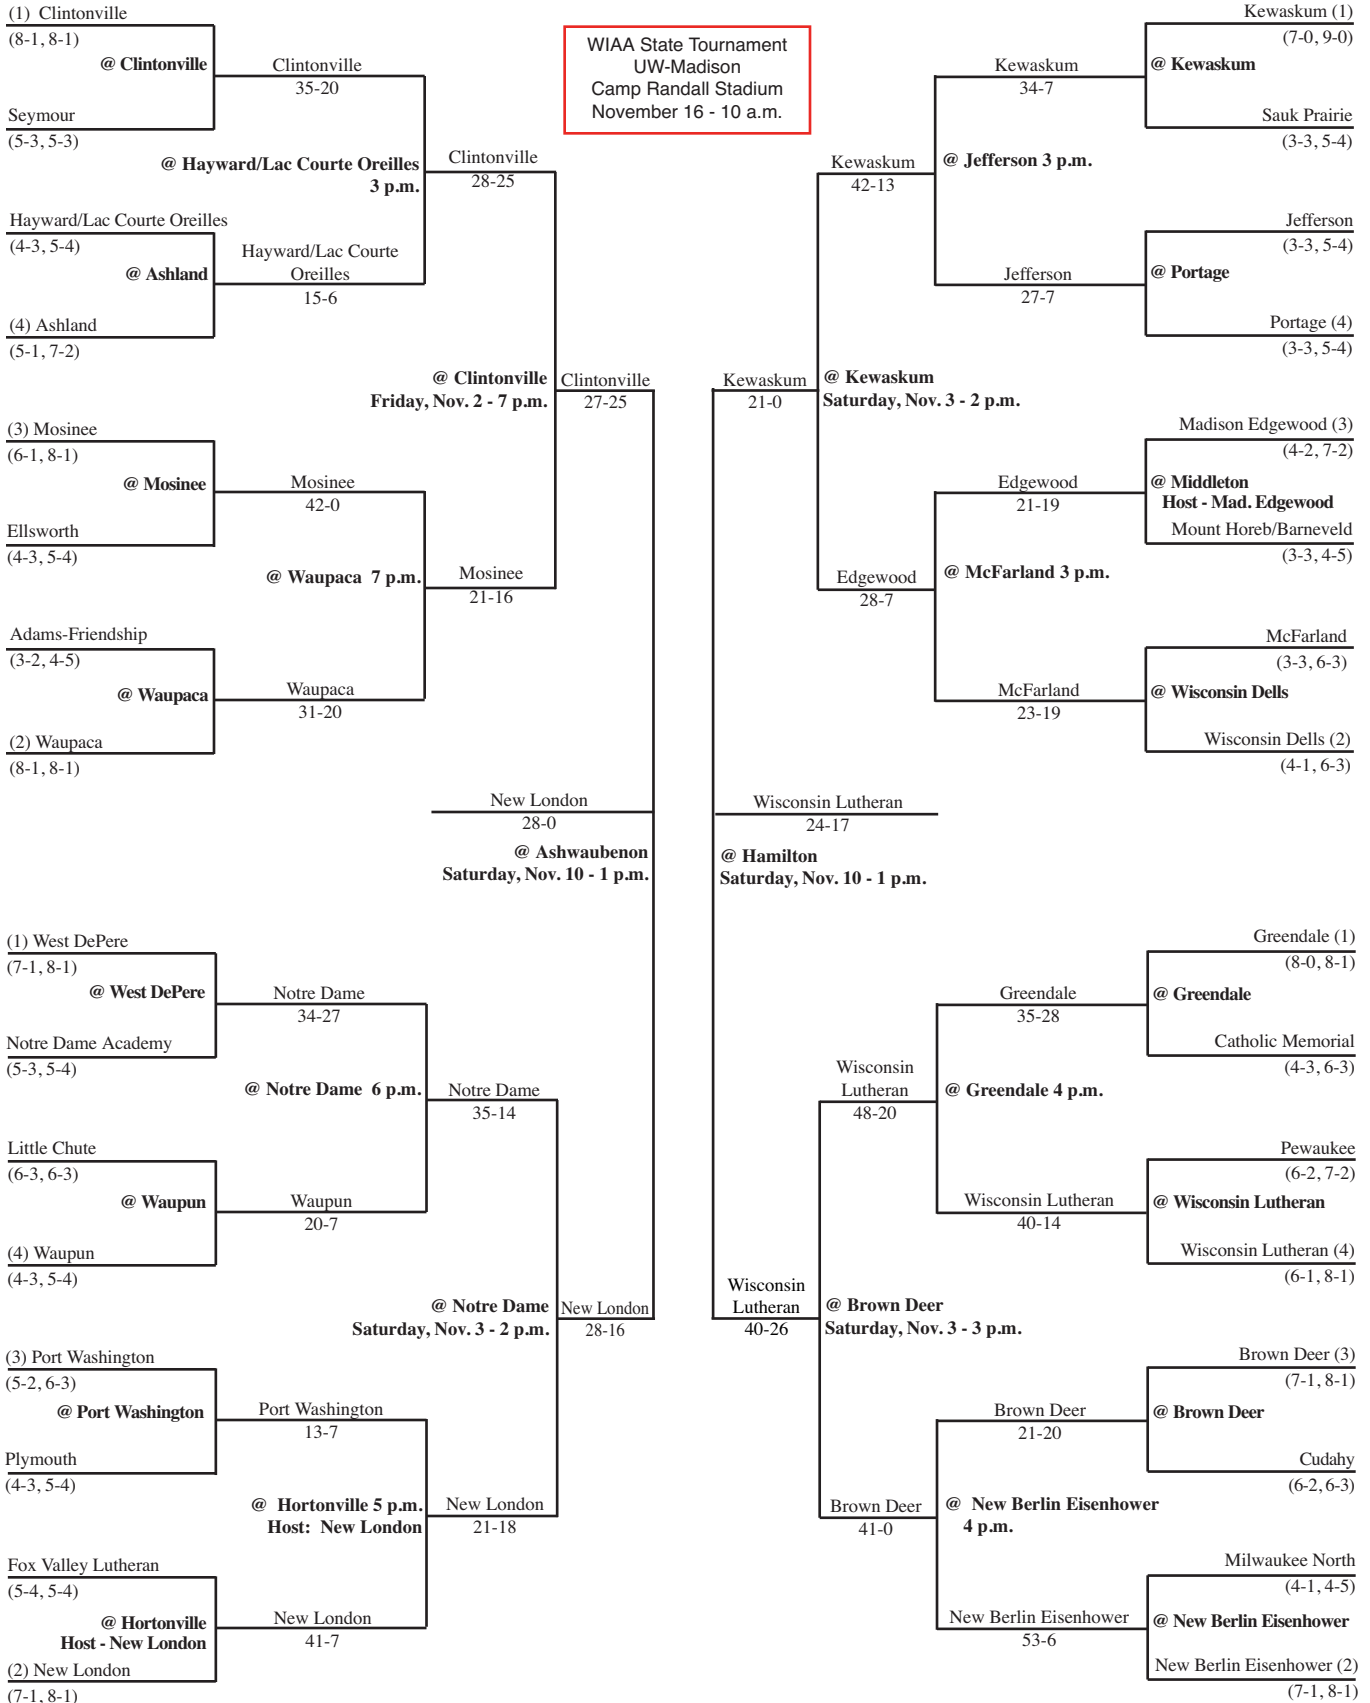 (1) Clintonville
(8-1, 8-1)
@ Clintonville
Seymour
(5-3, 5-3)
Clintonville
35-20
@ Hayward/Lac Courte Oreilles
3 p.m.
Hayward/Lac Courte Oreilles
(4-3, 5-4)
@ Ashland
(4) Ashland
(5-1, 7-2)
Hayward/Lac Courte
Oreilles
15-6
Clintonville
28-25
@ Clintonville
Friday, Nov. 2 - 7 p.m.
(3) Mosinee
(6-1, 8-1)
@ Mosinee
Ellsworth
(4-3, 5-4)
Mosinee
42-0
@ Waupaca 7 p.m.
Adams-Friendship
(3-2, 4-5)
@ Waupaca
(2) Waupaca
(8-1, 8-1)
Waupaca
31-20
Mosinee
21-16
Clintonville
27-25
New London
28-0
@ Ashwaubenon
Saturday, Nov. 10 - 1 p.m.
(1) West DePere
(7-1, 8-1)
@ West DePere
Notre Dame Academy
(5-3, 5-4)
Notre Dame
34-27
@ Notre Dame 6 p.m.
Little Chute
(6-3, 6-3)
@ Waupun
(4) Waupun
(4-3, 5-4)
Waupun
20-7
Notre Dame
35-14
@ Notre Dame
Saturday, Nov. 3 - 2 p.m.
New London
28-16
(3) Port Washington
(5-2, 6-3)
@ Port Washington
Plymouth
(4-3, 5-4)
Port Washington
13-7
@ Hortonville 5 p.m.
Host: New London
New London
21-18
Fox Valley Lutheran
(5-4, 5-4)
@ Hortonville
Host - New London
(2) New London
(7-1, 8-1)
New London
41-7
WIAA State Tournament
UW-Madison
Camp Randall Stadium
November 16 - 10 a.m.
Kewaskum (1)
(7-0, 9-0)
@ Kewaskum
Sauk Prairie
(3-3, 5-4)
Kewaskum
34-7
@ Jefferson 3 p.m.
Jefferson
(3-3, 5-4)
@ Portage
Portage (4)
(3-3, 5-4)
Jefferson
27-7
Kewaskum
42-13
@ Kewaskum
Saturday, Nov. 3 - 2 p.m.
Kewaskum
21-0
Madison Edgewood (3)
(4-2, 7-2)
@ Middleton
Host - Mad. Edgewood
Mount Horeb/Barneveld
(3-3, 4-5)
Edgewood
21-19
@ McFarland 3 p.m.
Edgewood
28-7
McFarland
(3-3, 6-3)
@ Wisconsin Dells
Wisconsin Dells (2)
(4-1, 6-3)
McFarland
23-19
Wisconsin Lutheran
24-17
@ Hamilton
Saturday, Nov. 10 - 1 p.m.
Greendale (1)
(8-0, 8-1)
@ Greendale
Catholic Memorial
(4-3, 6-3)
Greendale
35-28
@ Greendale 4 p.m.
Wisconsin
Lutheran
48-20
Pewaukee
(6-2, 7-2)
@ Wisconsin Lutheran
Wisconsin Lutheran (4)
(6-1, 8-1)
Wisconsin Lutheran
40-14
Wisconsin
Lutheran
40-26
@ Brown Deer
Saturday, Nov. 3 - 3 p.m.
Brown Deer (3)
(7-1, 8-1)
@ Brown Deer
Cudahy
(6-2, 6-3)
Brown Deer
21-20
@ New Berlin Eisenhower
4 p.m.
Brown Deer
41-0
Milwaukee North
(4-1, 4-5)
@ New Berlin Eisenhower
New Berlin Eisenhower (2)
(7-1, 8-1)
New Berlin Eisenhower
53-6